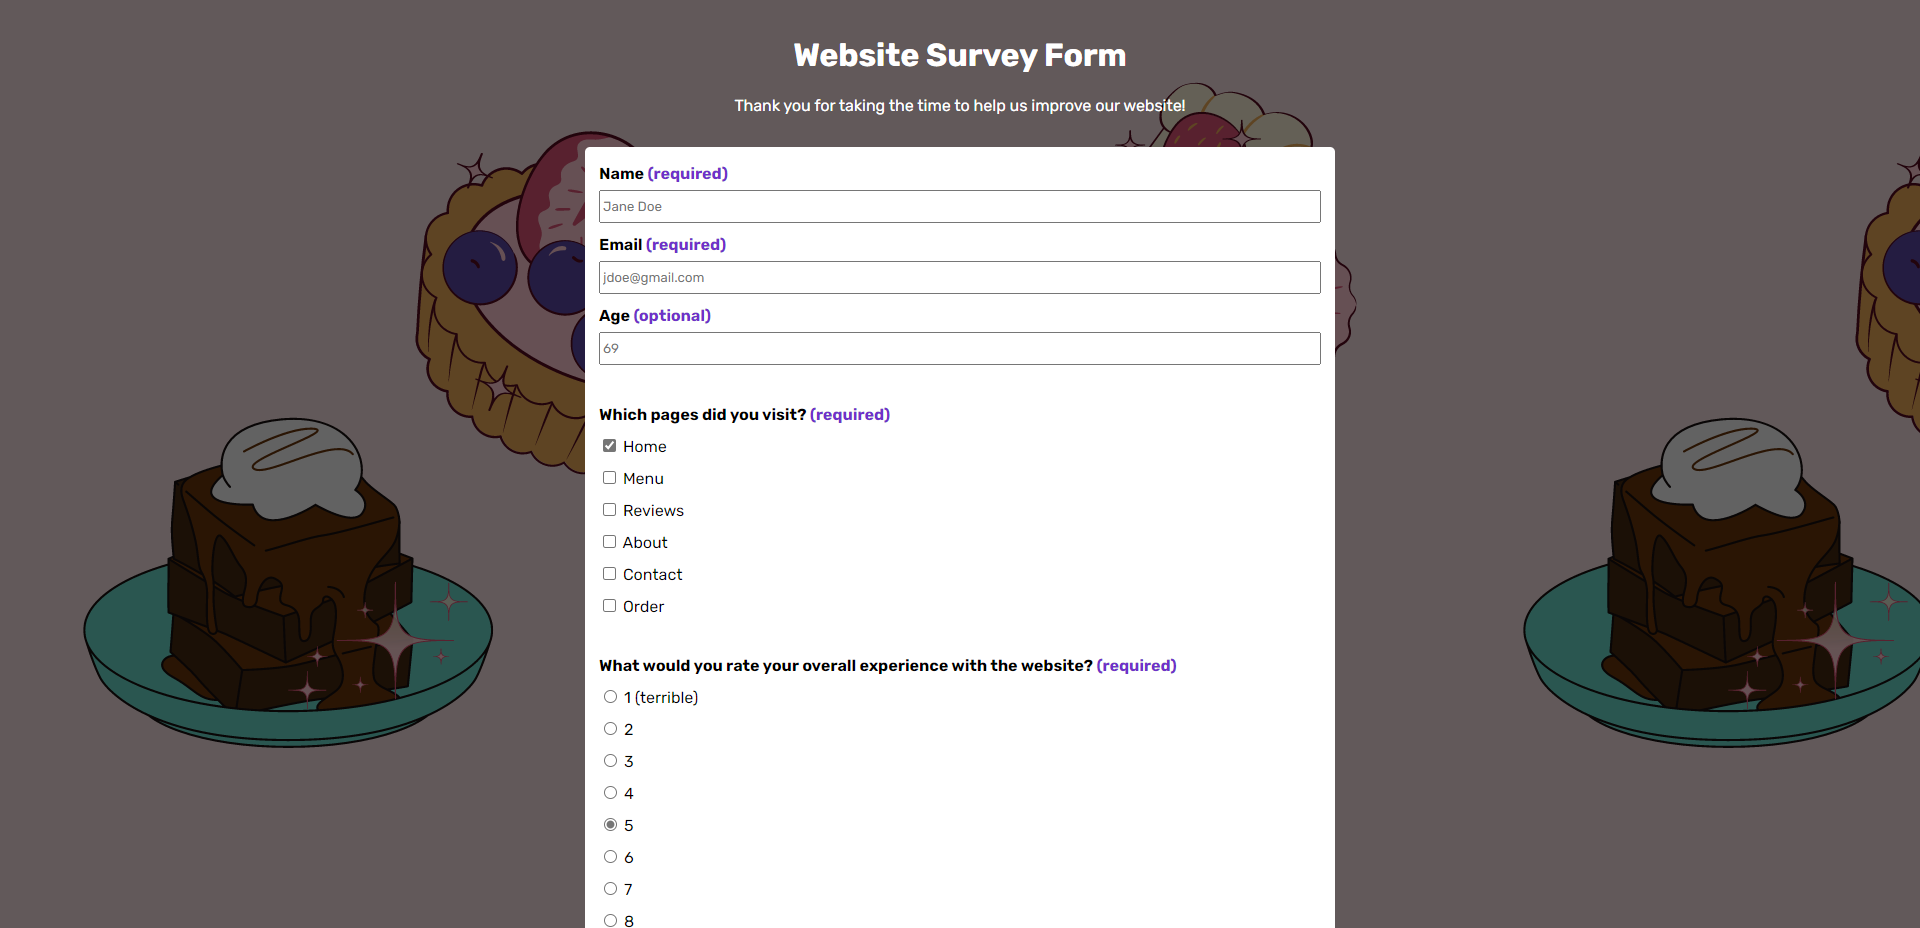 Website Survey Form
Thank you for taking the time to help us improve our website!
Name (required)
Jane Doe
Email (required)
jdoe@gmail.com
Age (optional)
69
Which pages did you visit? (required)
Home
Menu
Reviews
About
Contact
Order
What would you rate your overall experience with the website? (required)
1 (terrible)
2
3
4
5
6
7
8